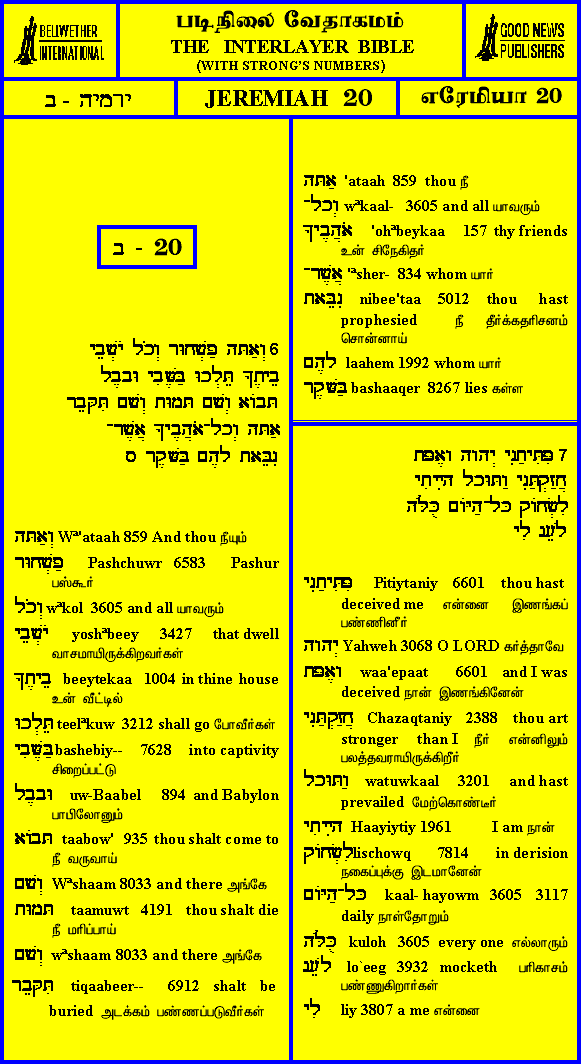 BELLWETHER
INTERNATIONAL
படிநிலை வேதாகமம்
THE INTERLAYER BIBLE
(WITH STRONG'S NUMBERS)
GOOD NEWS
PUBLISHERS
ירמיה - ב
JEREMIAH 20
எரேமியா 20
ב - 20
6 וְאַתָּה פַשְׁחוּר וְכֹל יֹשְׁבֵי
בֵיתֶךָ תֵּלְכוּ בַּשֶּׁבִי וּבָבֶל
תָּבוֹא וְשָׁם תָּמוּת וְשָׁם תִּקָּבֵר
אַתָּה וְכָל־אֹהֲבֶיךָ אֲשֶׁר־
נִבֵּאתָ לָהֶם בַּשָּׁקֶר ס
וְאַתָּה Wª'ataah 859 And thou நீயும்
פַשְׁחוּר Pashchuwr 6583 Pashur
பஸ்கூர்
וְכֹל wªkol 3605 and all யாவரும்
יֹשְׁבֵי yoshªbeey 3427 that dwell
வாசமாயிருக்கிறவர்கள்
בֵיתֶךָ beeytekaa 1004 in thine house
உன் வீட்டில்
תֵּלְכוּ teelªkuw 3212 shall go போவீர்கள்
בַּשֶּׁבִי bashebiy-- 7628 into captivity
சிறைப்பட்டு
וּבָבֶל uw-Baabel 894 and Babylon
பாபிலோனும்
תָּבוֹא taabow' 935 thou shalt come to
நீ வருவாய்
וְשָׁם Wªshaam 8033 and there அங்கே
תָּמוּת taamuwt 4191 thou shalt die
நீ மரிப்பாய்
וְשָׁם wªshaam 8033 and there அங்கே
תִּקָּבֵר tiqaabeer-- 6912 shalt be
buried அடக்கம் பண்ணப்படுவீர்கள்
אַתָּה 'ataah 859 thou நீ
וְכָל־ wªkaal- 3605 and all யாவரும்
אֹהֲבֶיךָ 'ohªbeykaa 157 thy friends
உன் சிநேகிதர்
אֲשֶׁר־ 'ªsher- 834 whom யார்
נִבֵּאתָ nibee'taa 5012 thou hast
prophesied நீ தீர்க்கதரிசனம்
சொன்னாய்
לָהֶם laahem 1992 whom யார்
בַּשָּׁקֶר bashaaqer 8267 lies கள்ள
7 פִּתִּיתַנִי יְהוָה וָאֶפָּת
חֲזַקְתַּנִי וַתּוּכָל הָיִיתִי
לִשְׂחוֹק כָּל־הַיּוֹם כֻּלֹּה
לֹעֵג לִי
פִּתִּיתַנִי Pitiytaniy 6601 thou hast
deceived me என்னை இணங்கப்
பண்ணினீர்
יְהוָה Yahweh 3068 O LORD கர்த்தாவே
וָאֶפָּת waa'epaat 6601 and I was
deceived நான் இணங்கினேன்
חֲזַקְתַּנִי Chazaqtaniy 2388 thou art
stronger than I நீர் என்னிலும்
பலத்தவராயிருக்கிறீர்
וַתּוּכָל watuwkaal 3201 and hast
prevailed மேற்கொண்டீர்
הָיִיתִי Haayiytiy 1961 I am நான்
לִשְׂחוֹק lischowq 7814 in derision
நகைப்புக்கு இடமானேன்
כָּל־הַיּוֹם kaal- hayowm 3605 3117
daily நாள்தோறும்
כֻּלֹּה kuloh 3605 every one எல்லாரும்
לֹעֵג lo`eeg 3932 mocketh பரிகாசம்
பண்ணுகிறார்கள்
לִי liy 3807 a me என்னை